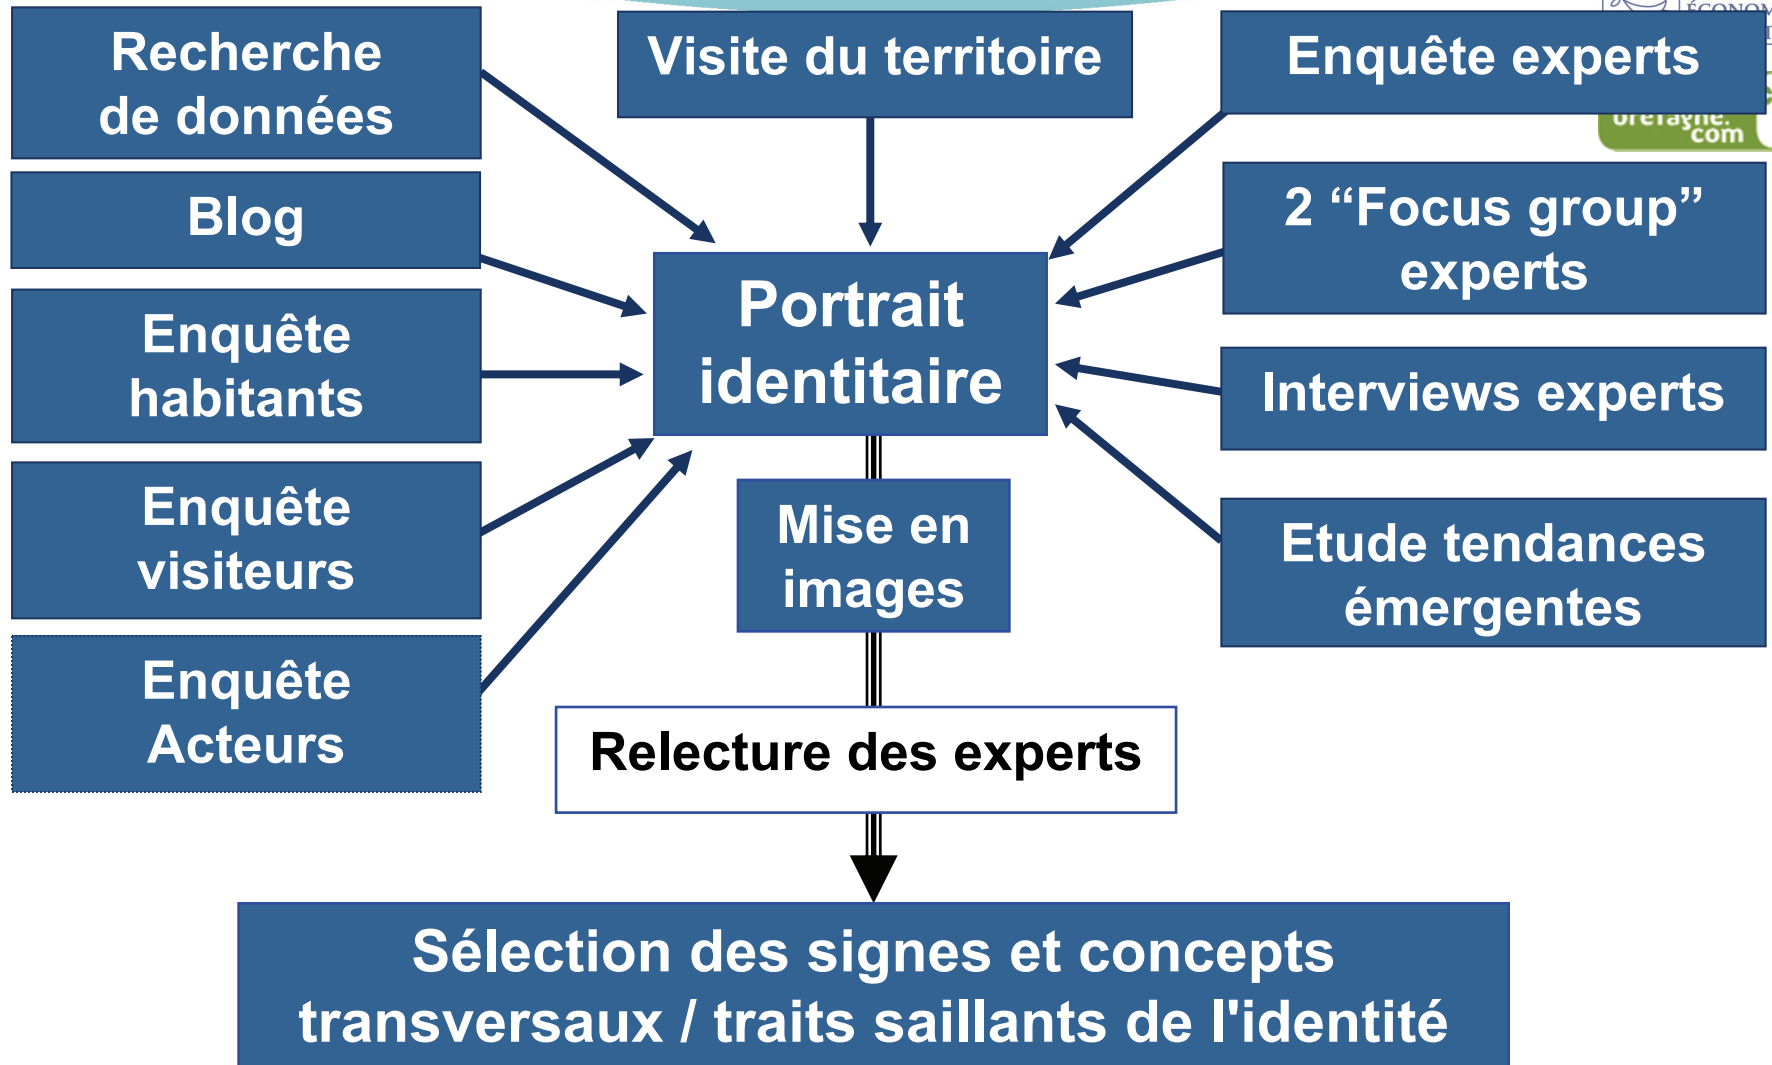 Recherche
de données
Visite du territoire
Enquête experts
bretagne.
com
Blog
2 “Focus group”
experts
Enquête
habitants
Portrait
identitaire
Interviews experts
Enquête
visiteurs
Mise en
images
Etude tendances
émergentes
Enquête
Acteurs
Relecture des experts
Sélection des signes et concepts
transversaux / traits saillants de l'identité